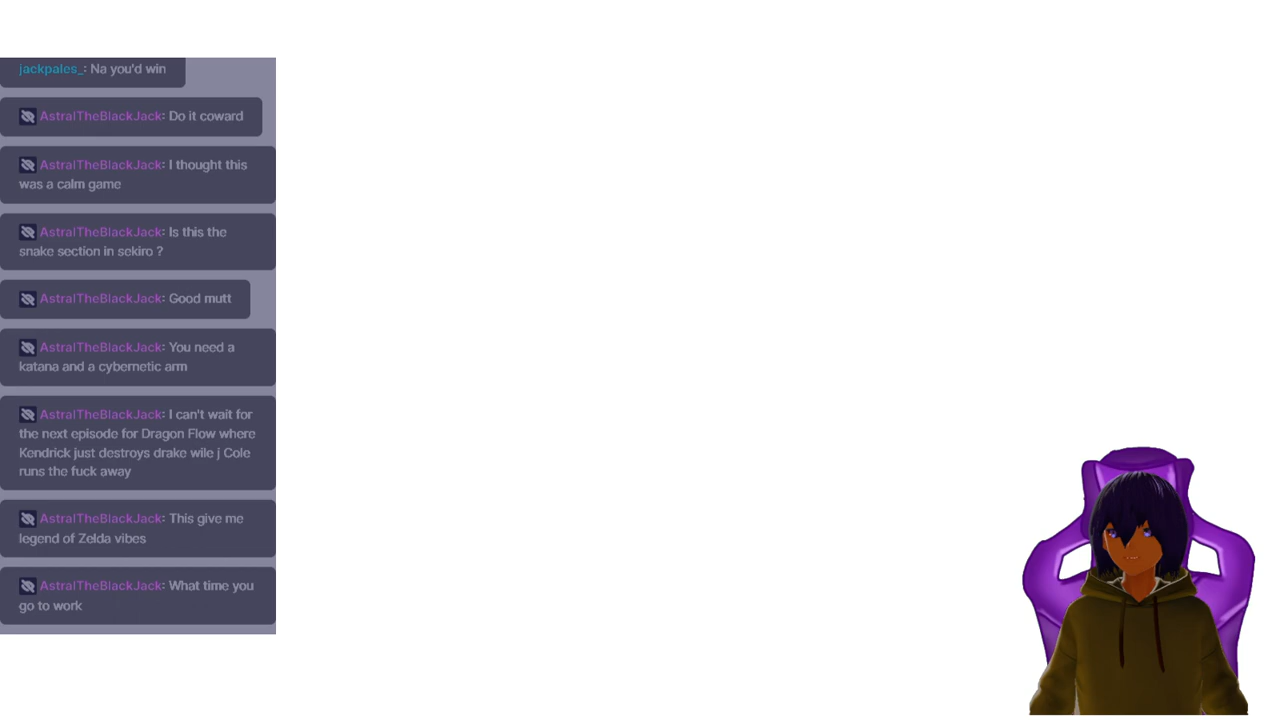 jackpales_: Na you'd win
AstralTheBlackJack: Do it coward
AstralTheBlackJack: I thought this
was a calm game
AstralTheBlackJack: Is this the
snake section in sekiro ?
AstralTheBlackJack: Good mutt
AstralTheBlackJack: You need a
katana and a cybernetic arm
AstralTheBlackJack: I can't wait for
the next episode for Dragon Flow where
Kendrick just destroys drake wile j Cole
runs the fuck away
AstralTheBlackJack: This give me
legend of Zelda vibes
AstralTheBlackJack: What time you
go to work